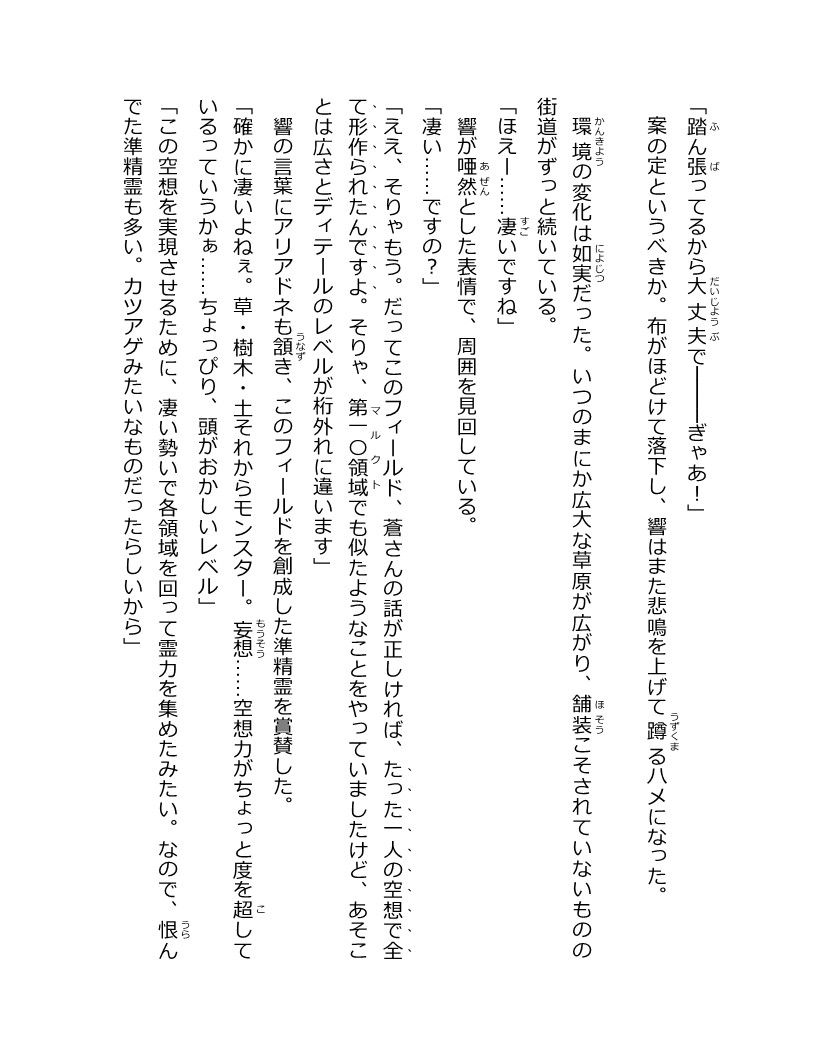 「踏ん張ってるから大丈夫で――ぎゃあ！」
案の定というべきか。布がほどけて落下し、響はまた悲鳴を上げて蹲るハメになった。
環境の変化は如実だった。いつのまにか広大な草原が広がり、舗装こそされていないものの
街道がずっと続いている。
「ほえー……凄いですね」
響が唖然とした表情で、周囲を見回している。
「凄い……ですの？」
「ええ、そりゃもう。だってこのフィールド、蒼さんの話が正しければ、たった一人の空想で全
て形作られたんですよ。そりゃ、第一〇領域でも似たようなことをやっていましたけど、あそこ
とは広さとディテールのレベルが桁外れに違います」
響の言葉にアリアドネも頷き、このフィールドを創成した準精霊を賞賛した。
「確かに凄いよねぇ。草・樹木・土それからモンスター。妄想……空想力がちょっと度を超して
いるっていうかぁ……ちょっぴり、頭がおかしいレベル」
「この空想を実現させるために、凄い勢いで各領域を回って霊力を集めたみたい。なので、恨ん
でた準精霊も多い。カツアゲみたいなものだったらしいから」